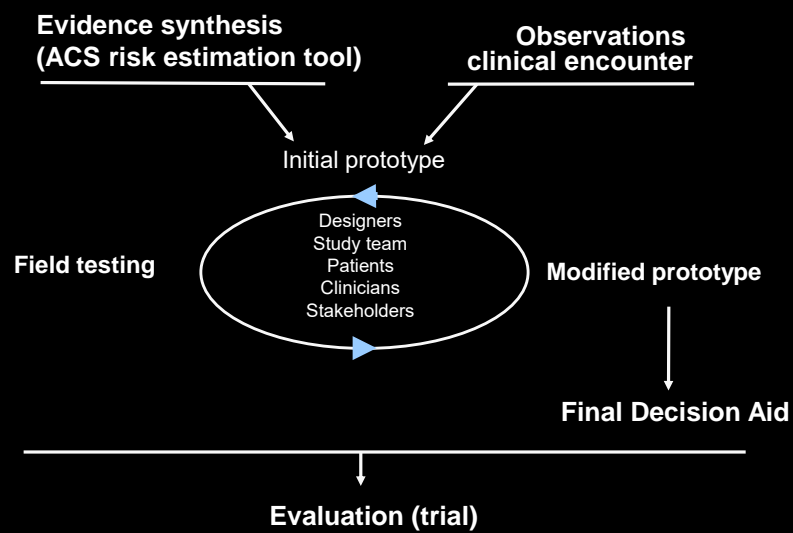 Evidence synthesis
(ACS risk estimation tool)
Observations
clinical encounter
Initial prototype
Designers
Study team
Patients
Clinicians
Stakeholders
Field testing
Modified prototype
Final Decision Aid
Evaluation (trial)